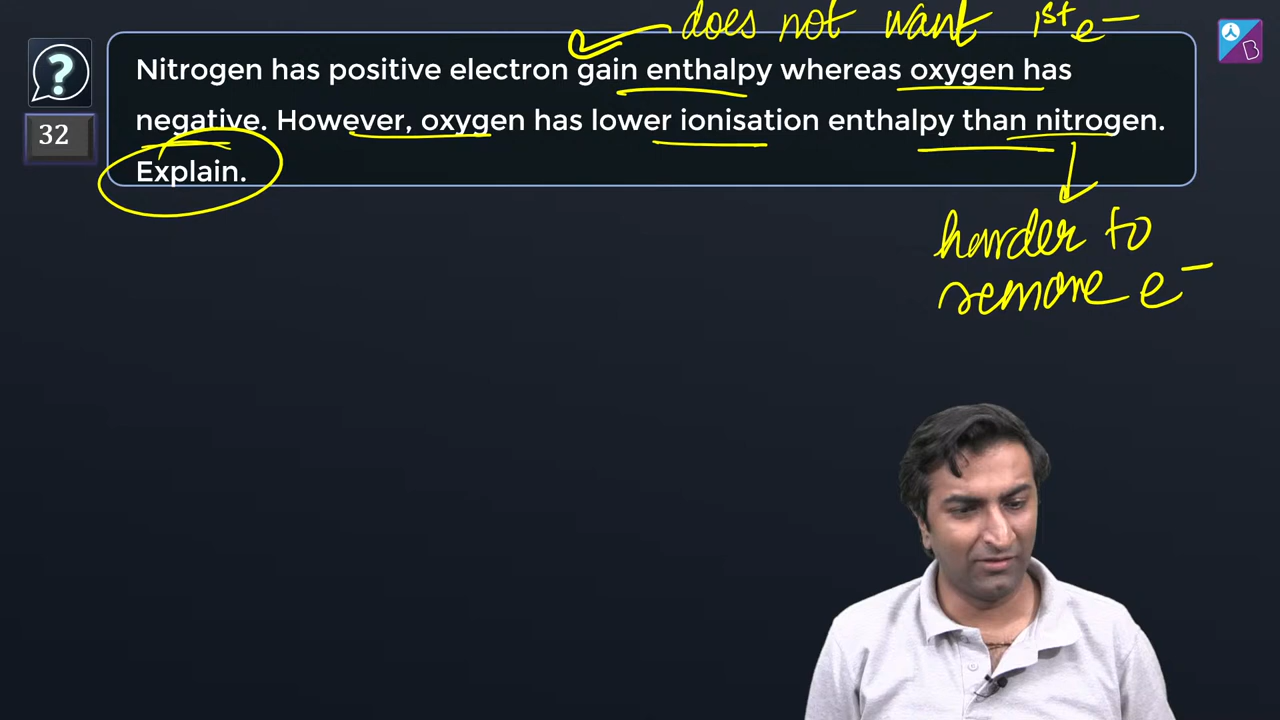 does not want 1st e–
Nitrogen has positive electron gain enthalpy whereas oxygen has
negative. However, oxygen has lower ionisation enthalpy than nitrogen.
Explain.
?
32
B
harder to
remove e–